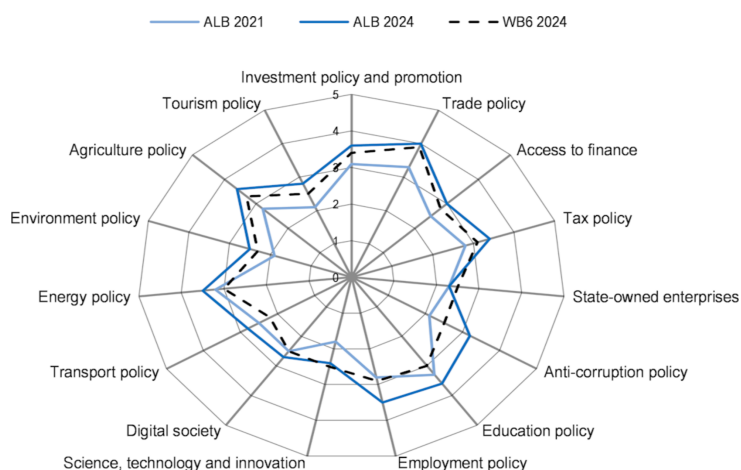 ALB 2021
ALB 2024
WB6 2024
Investment policy and promotion
5
Tourism policy
Trade policy
4
Agriculture policy
Access to finance
3
2
Environment policy
Tax policy
1
0
Energy policy
State-owned enterprises
Transport policy
Anti-corruption policy
Digital society
Education policy
Science, technology and innovation
Employment policy